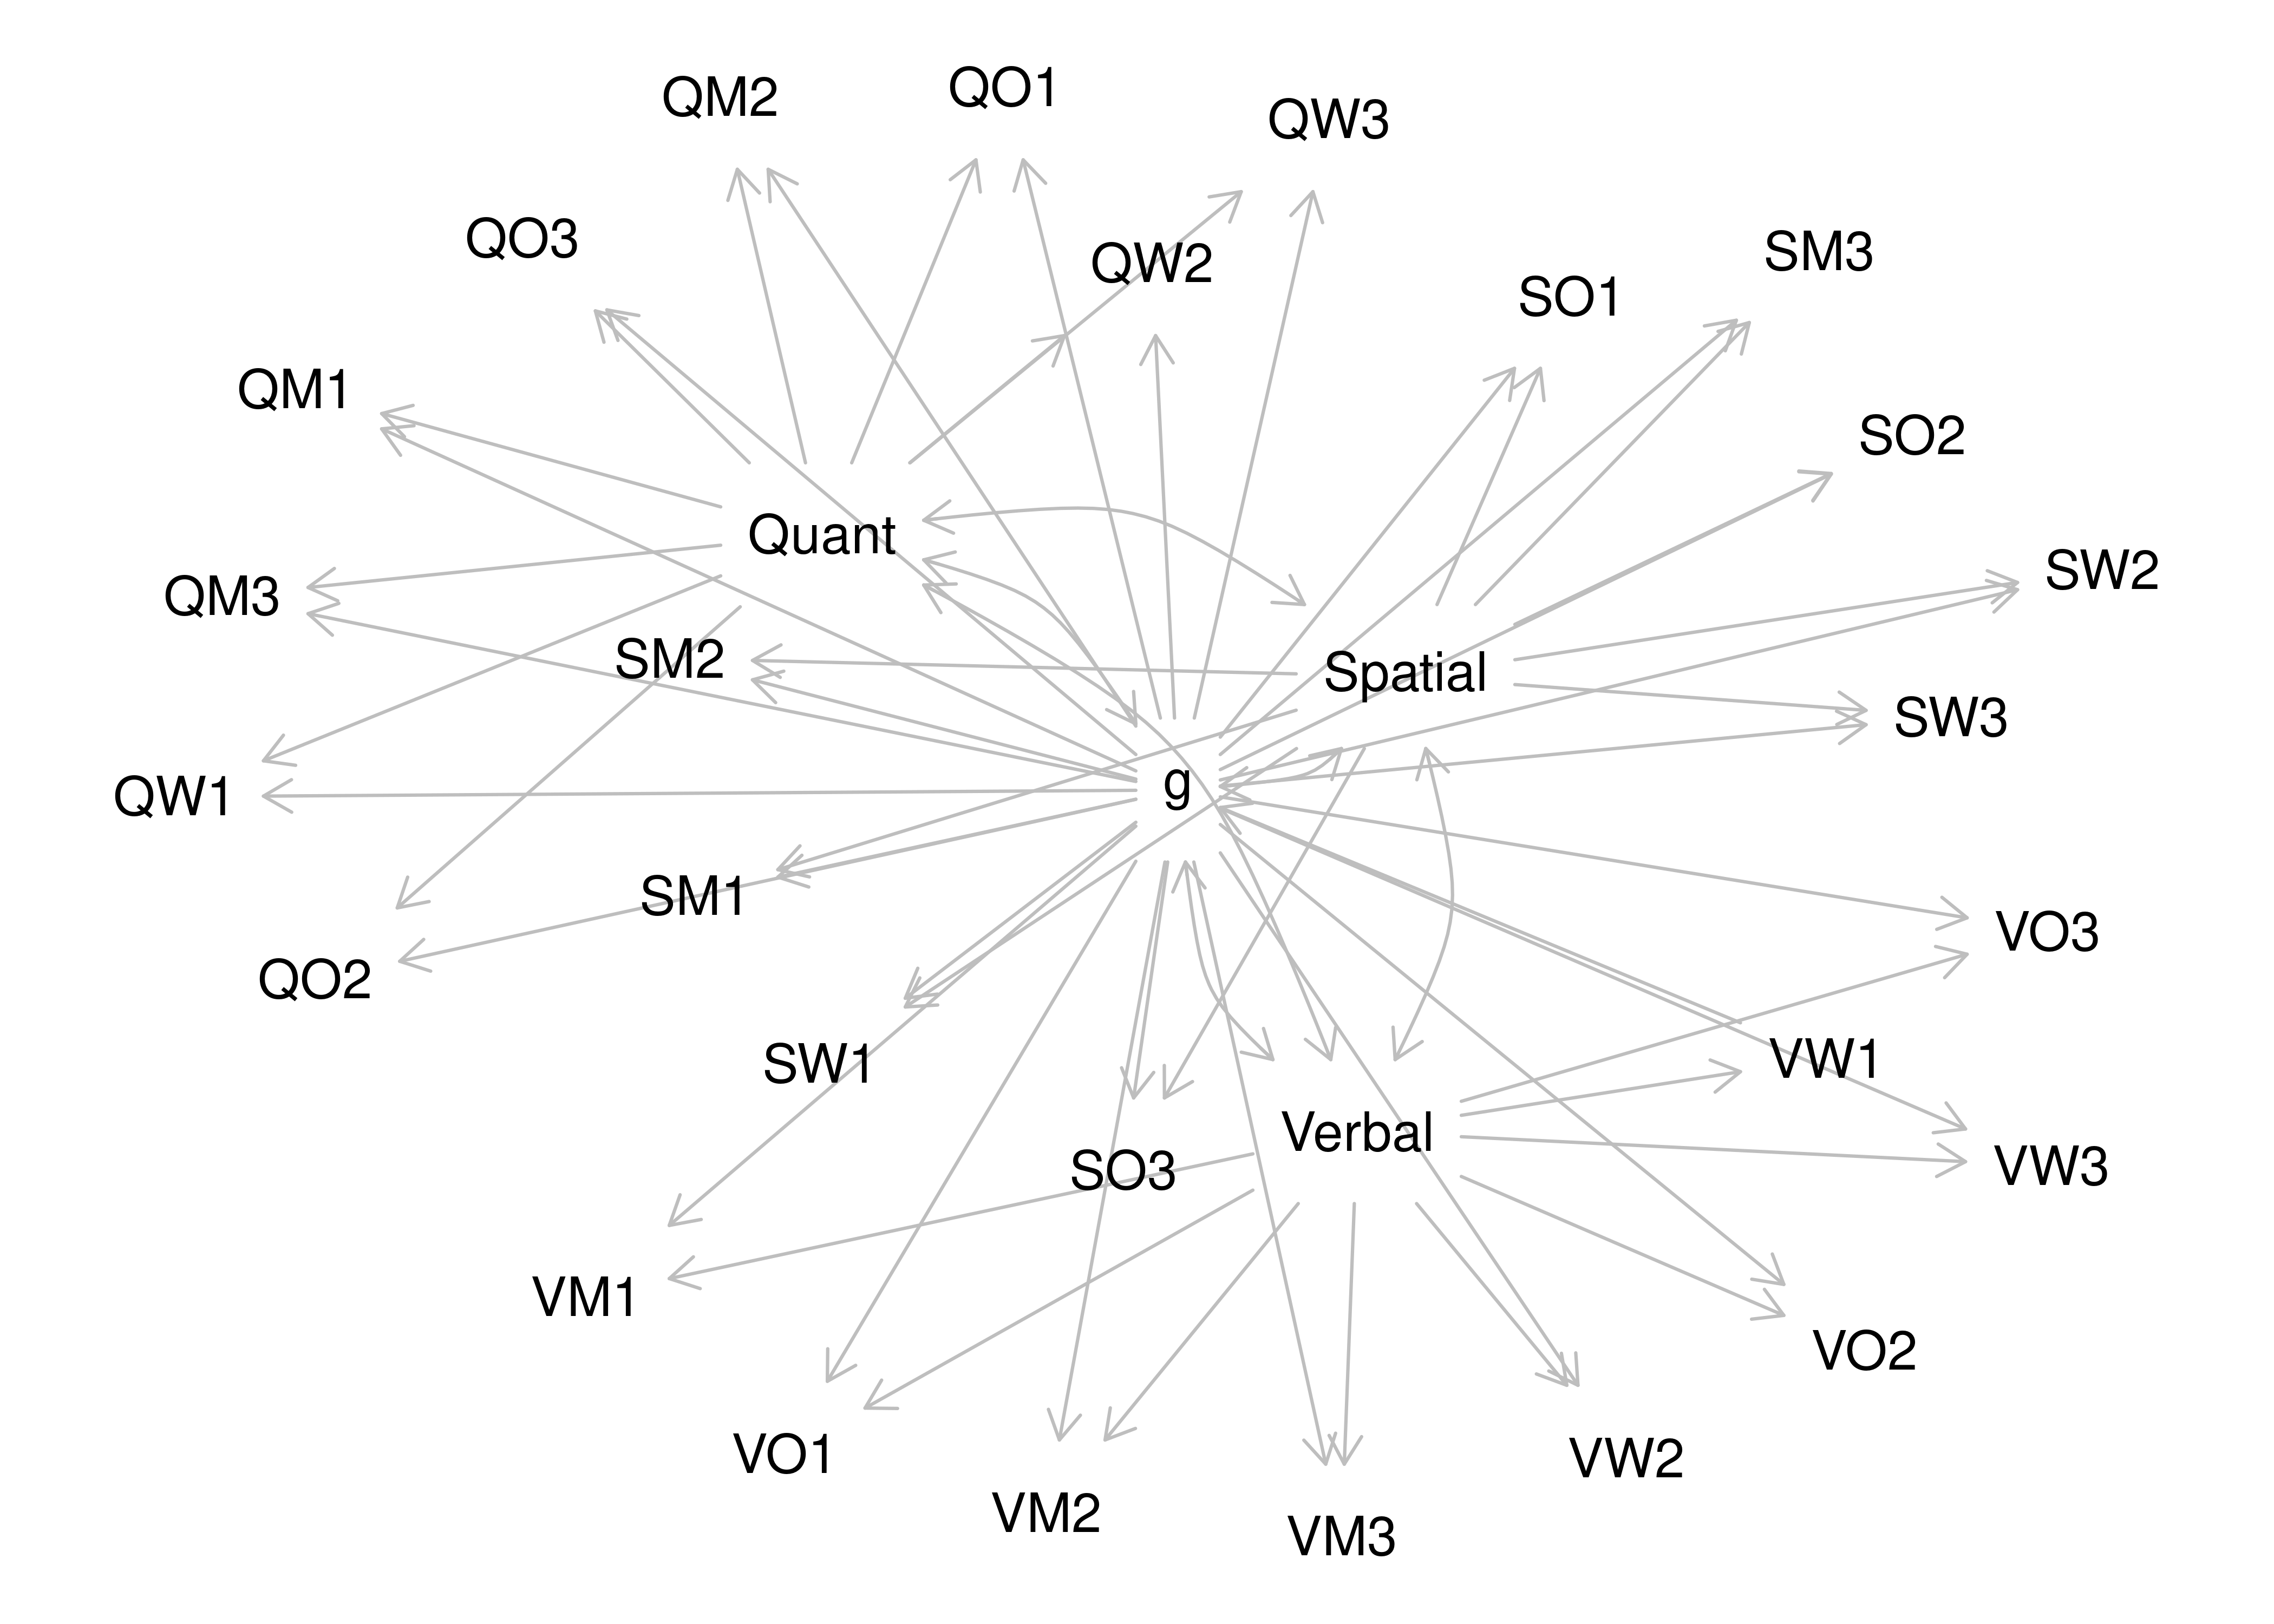 QO1
QM2
QW3
QO3
QW2
SM3
SO1
QM1
SO2
Quant
SW2
QM3
SM2
Spatial
SW3
g
QW1
SM1
VO3
QO2
SW1
VW1
Verbal
VW3
SO3
VM1
VO2
VO1
VW2
VM2
VM3